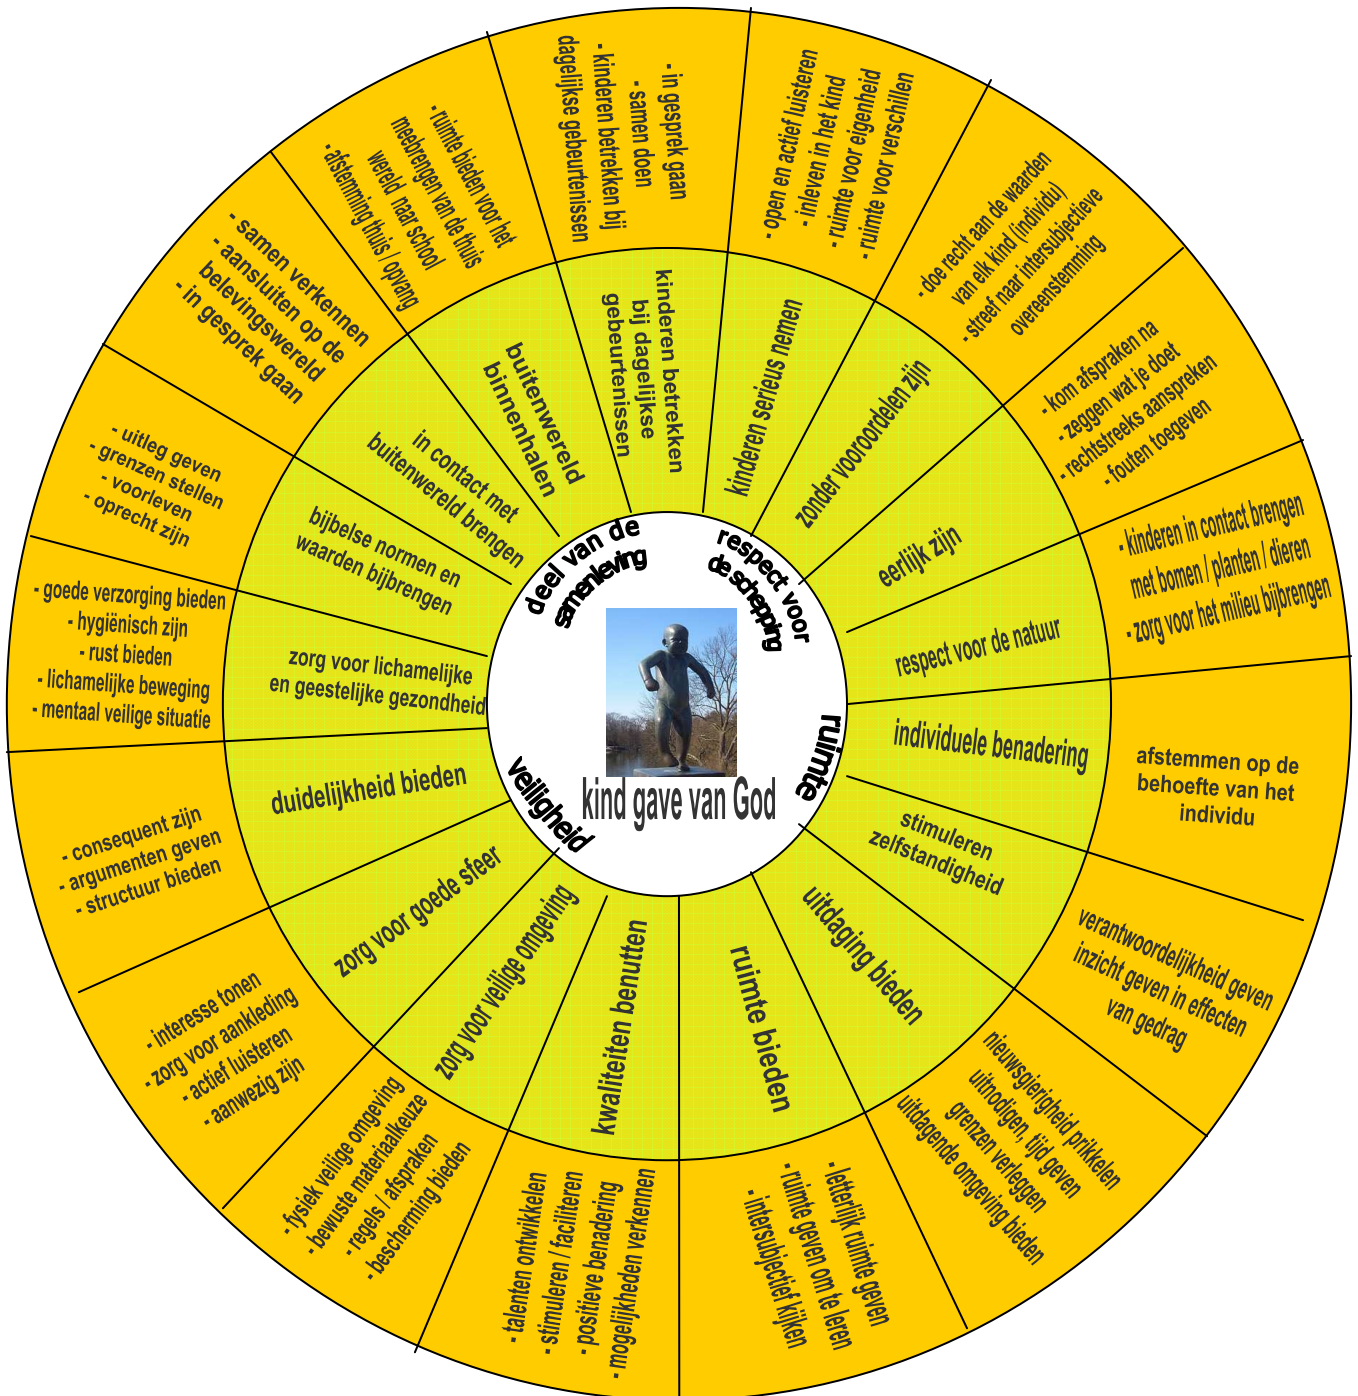 deel van de
samenleving
respect voor
de schepping
ruimte
veiligheid
kind gave van God
kinderen serieus nemen
- open en actief luisteren
- inleven in het kind
- ruimte voor eigenheid
- ruimte voor verschillen
zonder vooroordelen zijn
- doe recht aan de waarden
van elk kind (individu)
- streef naar intersubjectieve
overeenstemming
eerlijk zijn
- kom afspraken na
- zeggen wat je doet
- rechtstreeks aanspreken
- fouten toegeven
respect voor de natuur
- kinderen in contact brengen
met bomen / planten / dieren
- zorg voor het milieu bijbrengen
individuele benadering
afstemmen op de
behoefte van het
individu
stimuleren
zelfstandigheid
verantwoordelijkheid geven
inzicht geven in effecten
van gedrag
uitdaging bieden
nieuwsgierigheid prikkelen
uitnodigen, tijd geven
grenzen verleggen
uitdagende omgeving bieden
ruimte bieden
- letterlijk ruimte geven
- ruimte geven om te leren
- intersubjectief kijken
kwaliteiten benutten
- talenten ontwikkelen
- stimuleren / faciliteren
- positieve benadering
- mogelijkheden verkennen
zorg voor veilige omgeving
- fysiek veilige omgeving
- bewuste materiaalkeuze
- regels / afspraken
- bescherming bieden
zorg voor goede sfeer
- interesse tonen
- zorg voor aankleding
- actief luisteren
- aanwezig zijn
duidelijkheid bieden
- consequent zijn
- argumenten geven
- structuur bieden
zorg voor lichamelijke
en geestelijke gezondheid
- goede verzorging bieden
- hygiënisch zijn
- rust bieden
- lichamelijke beweging
- mentaal veilige situatie
bijbelse normen en
waarden bijbrengen
- uitleg geven
- grenzen stellen
- voorleven
- oprecht zijn
in contact met
buitenwereld brengen
- samen verkennen
- aansluiten op de
belevingswereld
- in gesprek gaan
buitenwereld
binnenhalen
- ruimte bieden voor het
meebrengen van de thuis
wereld naar school
- afstemming thuis / opvang
kinderen betrekken
bij dagelijkse
gebeurtenissen
- in gesprek gaan
- samen doen
- kinderen betrekken bij
dagelijkse gebeurtenissen